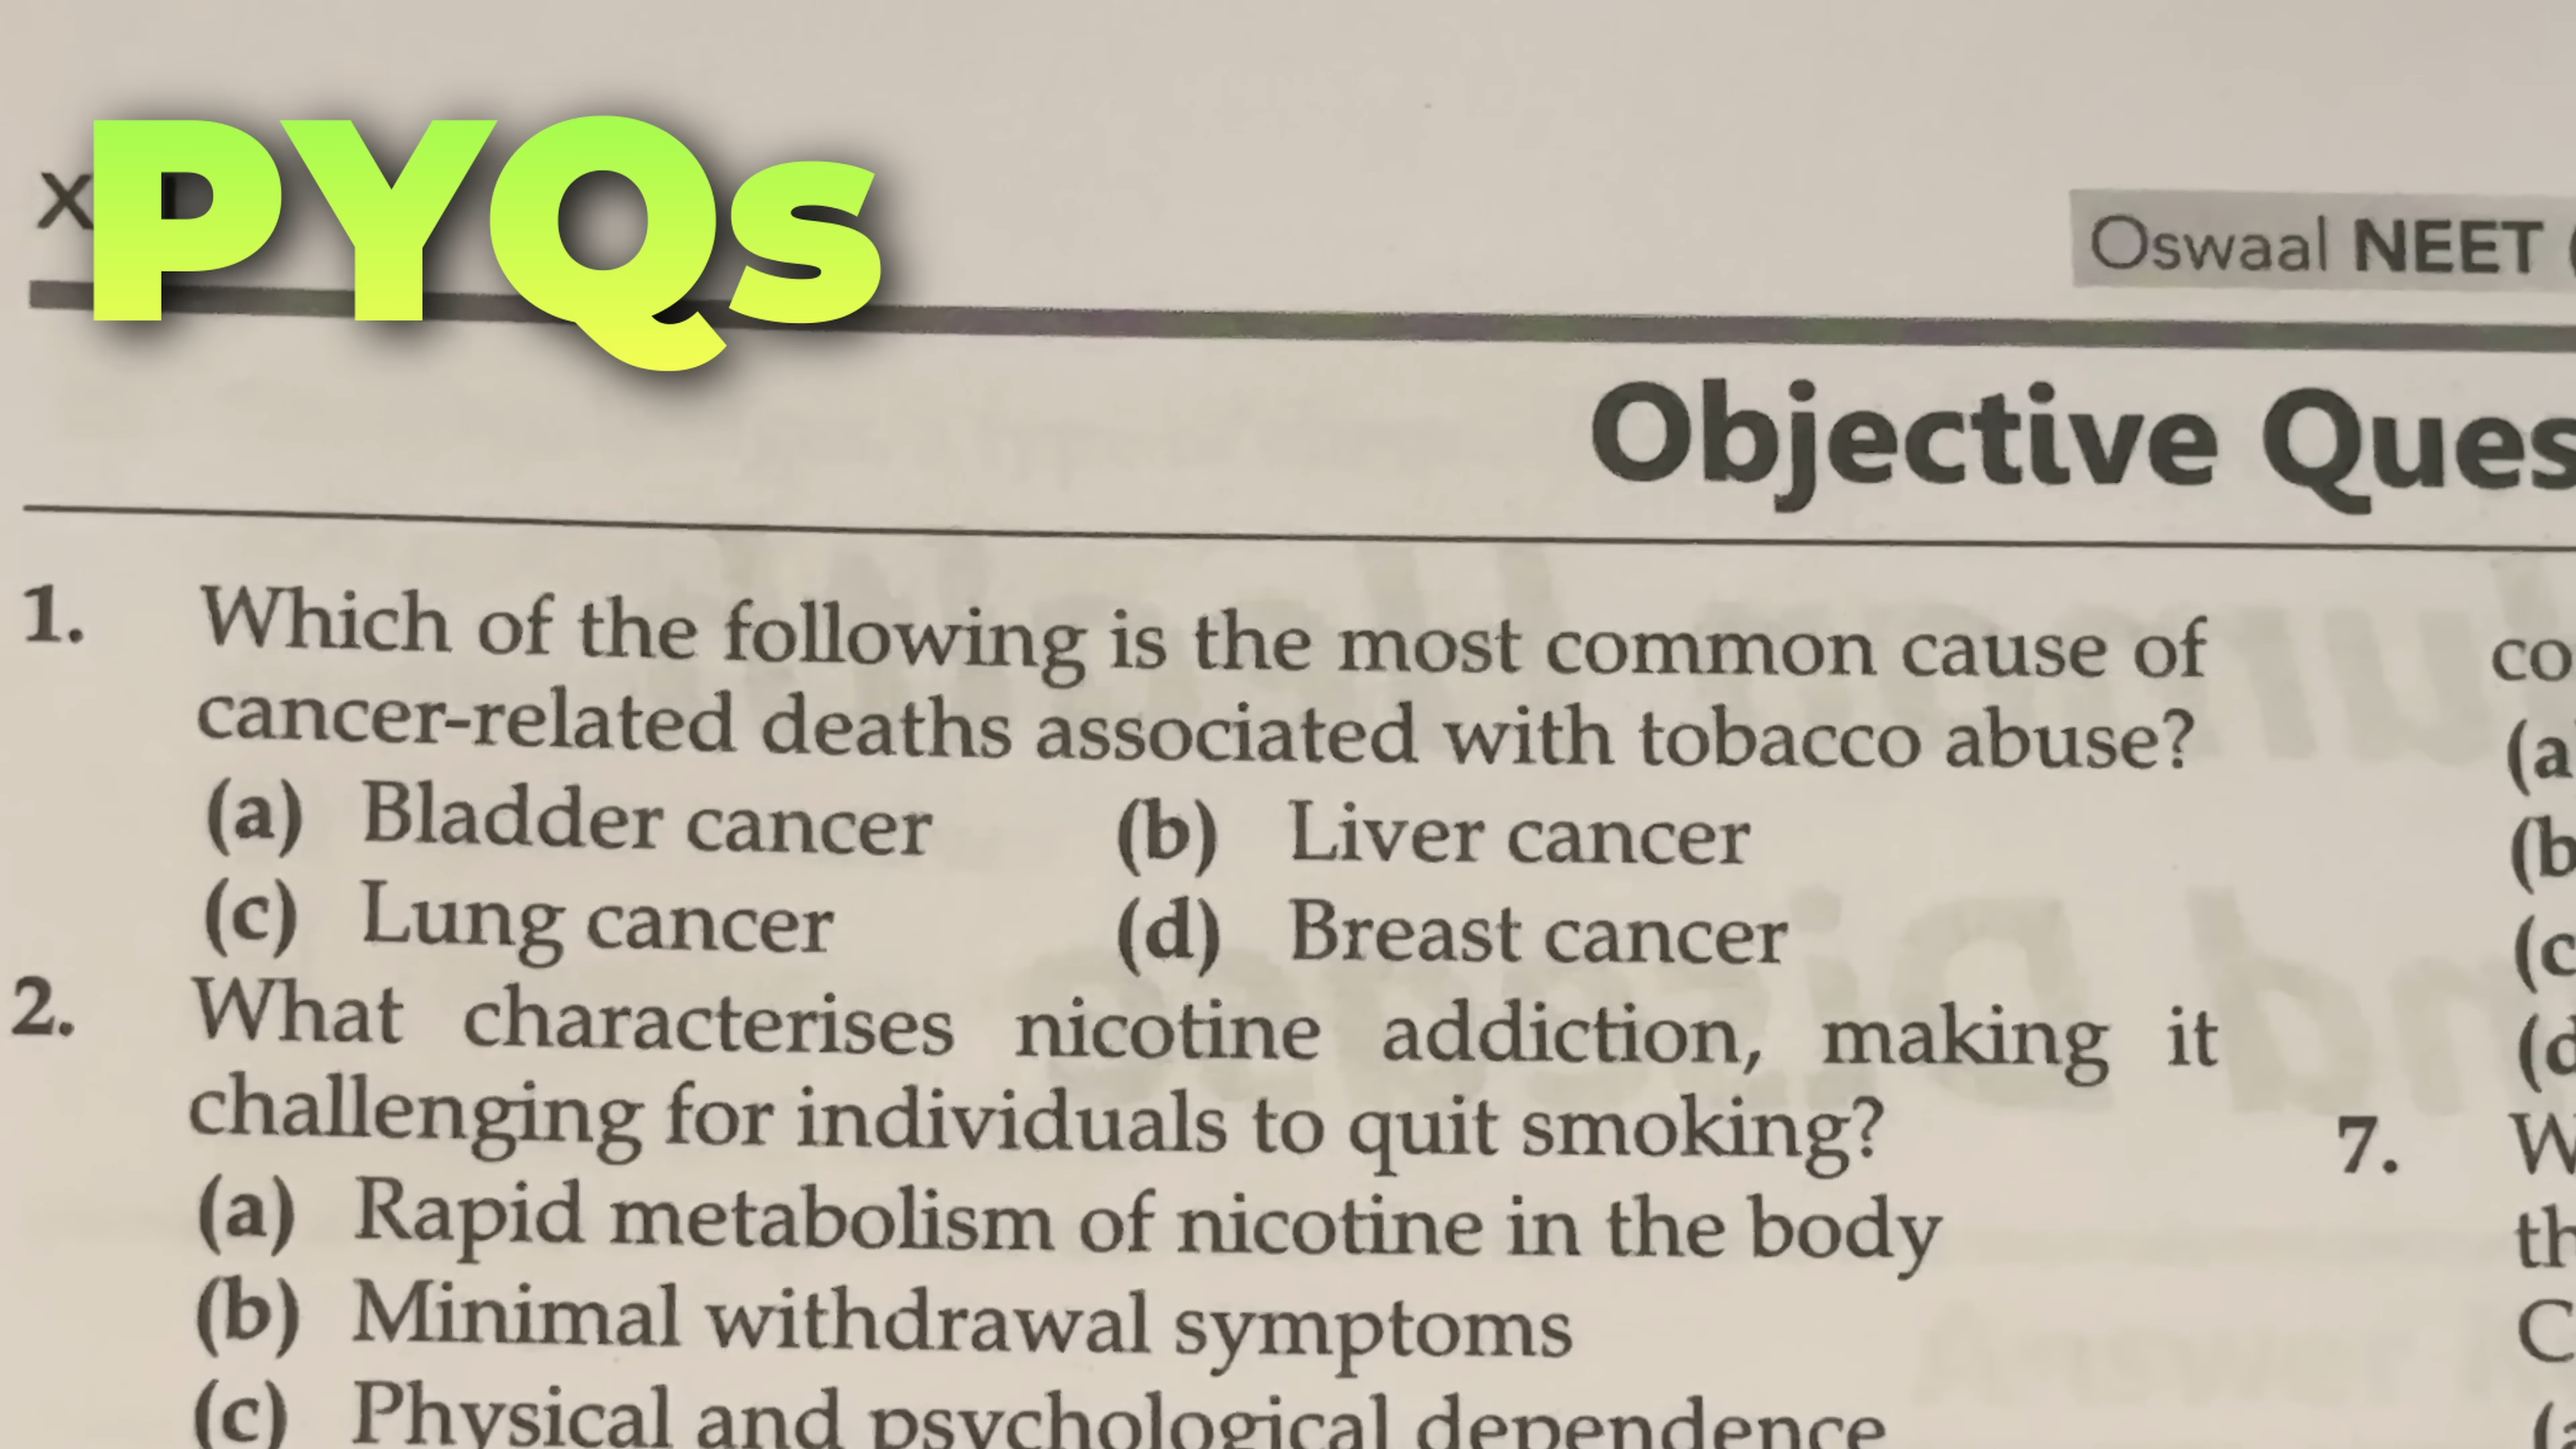 PYQs
X
Oswaal NEET (
Objective Ques
1. Which of the following is the most common cause of
cancer-related deaths associated with tobacco abuse?
(a) Bladder cancer (b) Liver cancer
(c) Lung cancer (d) Breast cancer
2. What characterises nicotine addiction, making it
challenging for individuals to quit smoking?
(a) Rapid metabolism of nicotine in the body
(b) Minimal withdrawal symptoms
(c) Physical and psychological dependence
co
(a
(b
(c
(d
7. W
th
C